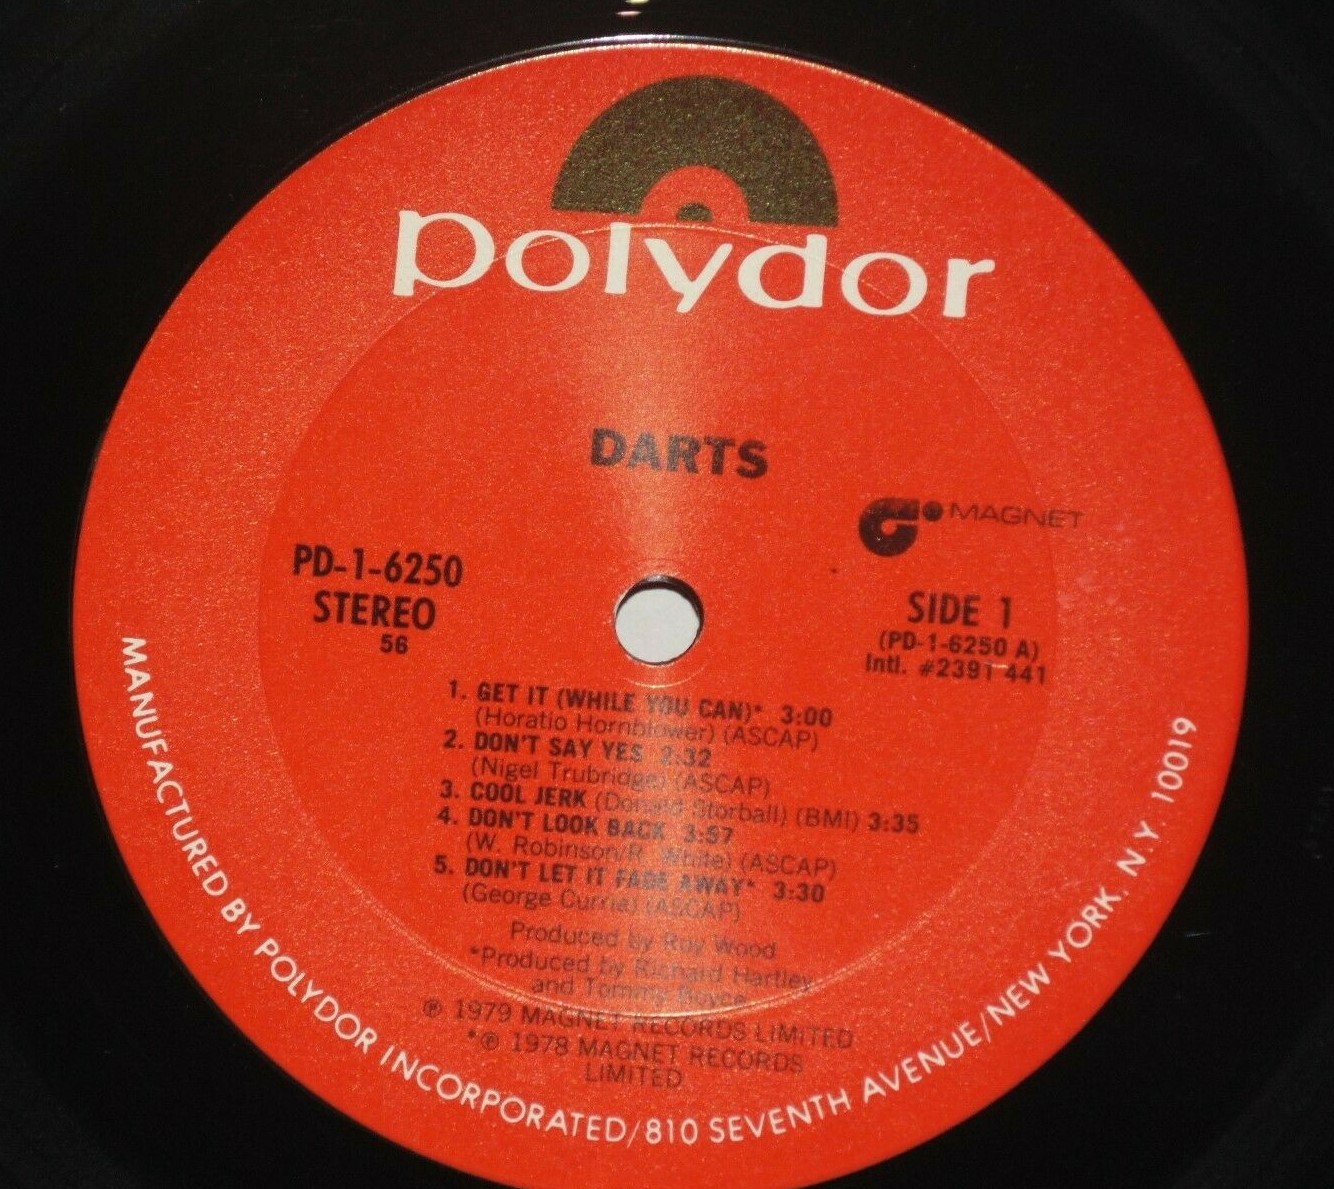 polydor
DARTS
MAGNET
PD-1-6250
STEREO
56
SIDE 1
(PD-1-6250 A)
Intl. #2391 441
1. GET IT (WHILE YOU CAN)* 3:00
(Horatio Hornblower) (ASCAP)
2. DON'T SAY YES 2:32
(Nigel Trubridge) (ASCAP)
3. COOL JERK (Donald Storball) (BMI) 3:35
4. DON'T LOOK BACK 3:57
(W. Robinson/R. White) (ASCAP)
5. DON'T LET IT FADE AWAY* 3:30
(George Currie) (ASCAP)
Produced by Roy Wood
*Produced by Richard Hartley
and Tommy Boyce
℗ 1979 MAGNET RECORDS LIMITED
*℗ 1978 MAGNET RECORDS
LIMITED
MANUFACTURED BY POLYDOR INCORPORATED/810 SEVENTH AVENUE/NEW YORK, N.Y. 10019